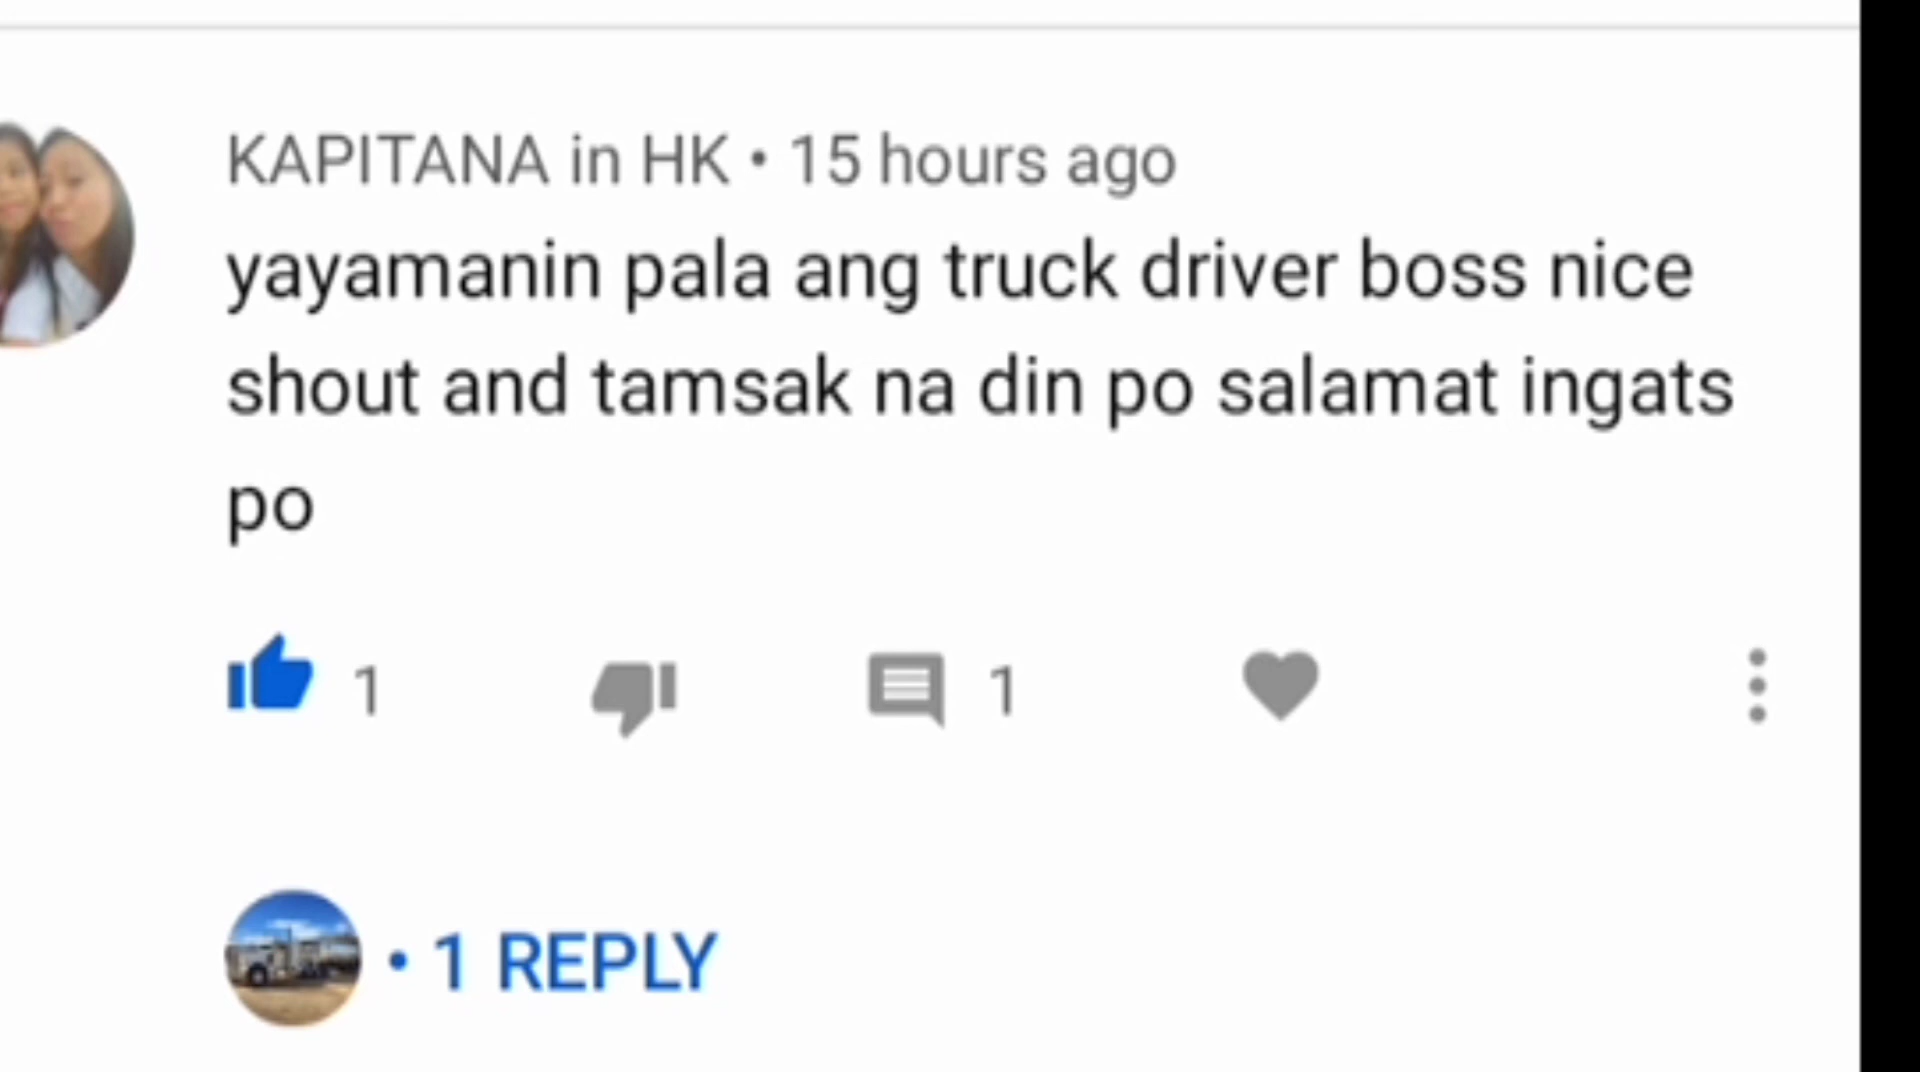 KAPITANA in HK • 15 hours ago
yayamanin pala ang truck driver boss nice
shout and tamsak na din po salamat ingats
po
1 1
• 1 REPLY